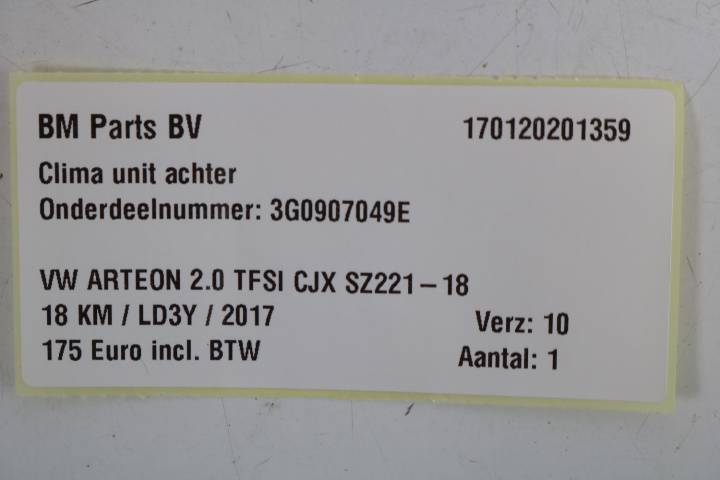 BM Parts BV 170120201359
Clima unit achter
Onderdeelnummer: 3G0907049E
VW ARTEON 2.0 TFSI CJX SZ221-18
18 KM / LD3Y / 2017 Verz: 10
175 Euro incl. BTW Aantal: 1